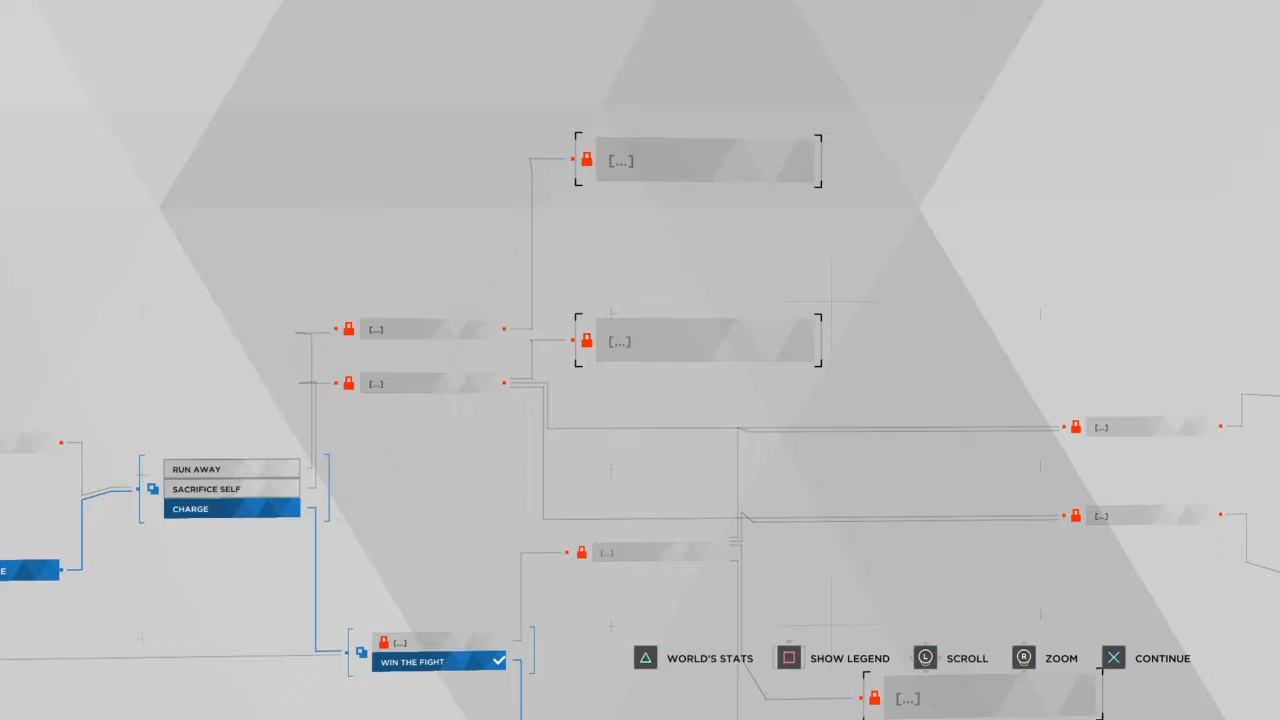 [...]
[...]
[...]
[...]
[...]
RUN AWAY
SACRIFICE SELF
CHARGE
[...]
[...]
E
[...]
WIN THE FIGHT
WORLD'S STATS
SHOW LEGEND
L
SCROLL
R
ZOOM
CONTINUE
[...]